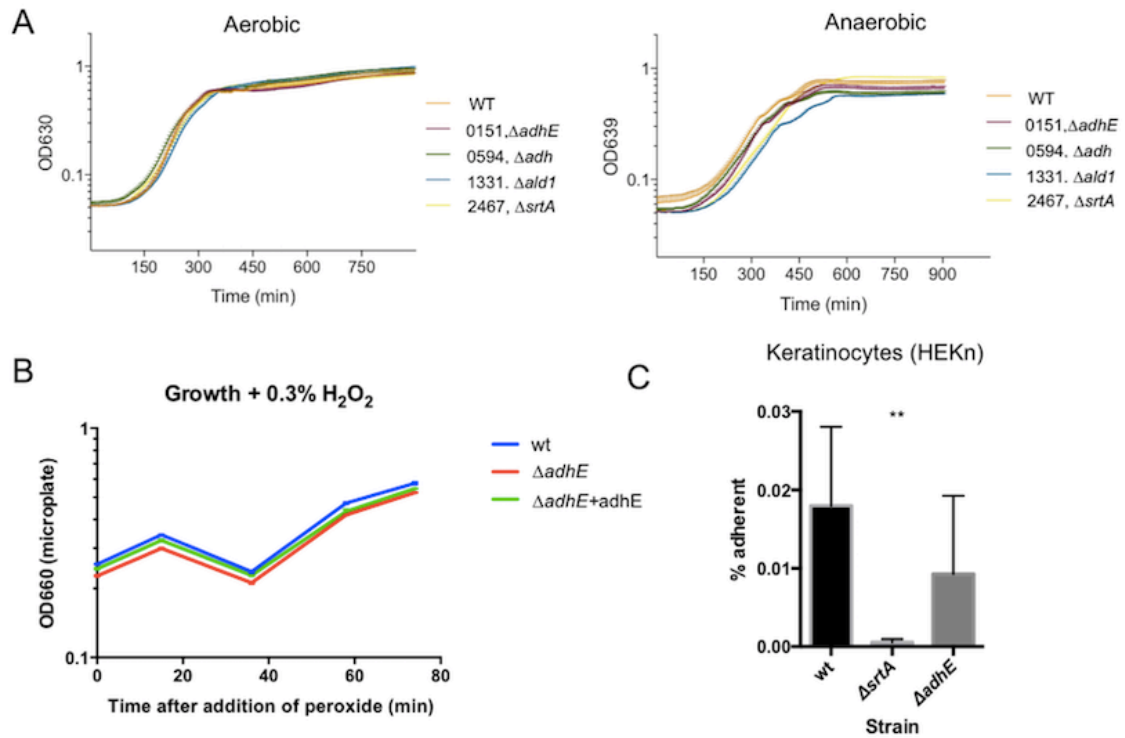 A
Aerobic
OD630
1
0.1
150 300 450 600 750
Time (min)
WT
0151,ΔadhE
0594, Δadh
1331. Δald1
2467, ΔsrtA
Anaerobic
OD639
1
0.1
150 300 450 600 750 900
Time (min)
WT
0151,ΔadhE
0594, Δadh
1331. Δald1
2467, ΔsrtA
B
Growth + 0.3% H₂O₂
OD660 (microplate)
1
0.1
0 20 40 60 80
Time after addition of peroxide (min)
wt
ΔadhE
ΔadhE+adhE
C
Keratinocytes (HEKn)
% adherent
0.03
0.02
0.01
0.00
**
wt ΔsrtA ΔadhE
Strain